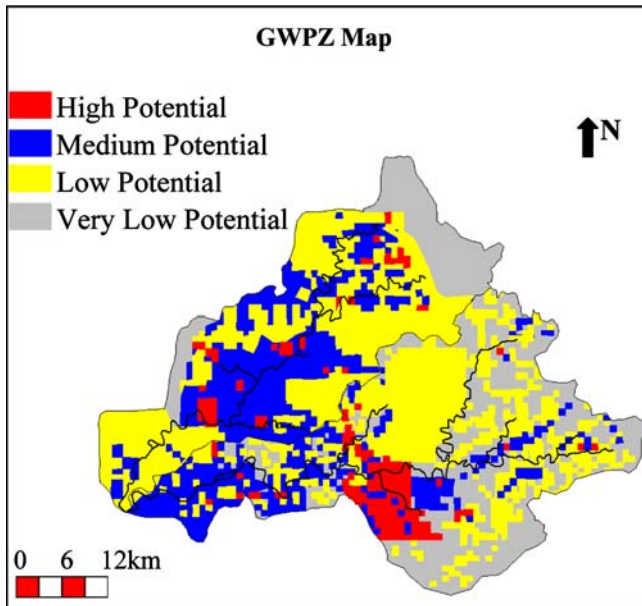 GWPZ Map
High Potential
Medium Potential
Low Potential
Very Low Potential
N
0 6 12km